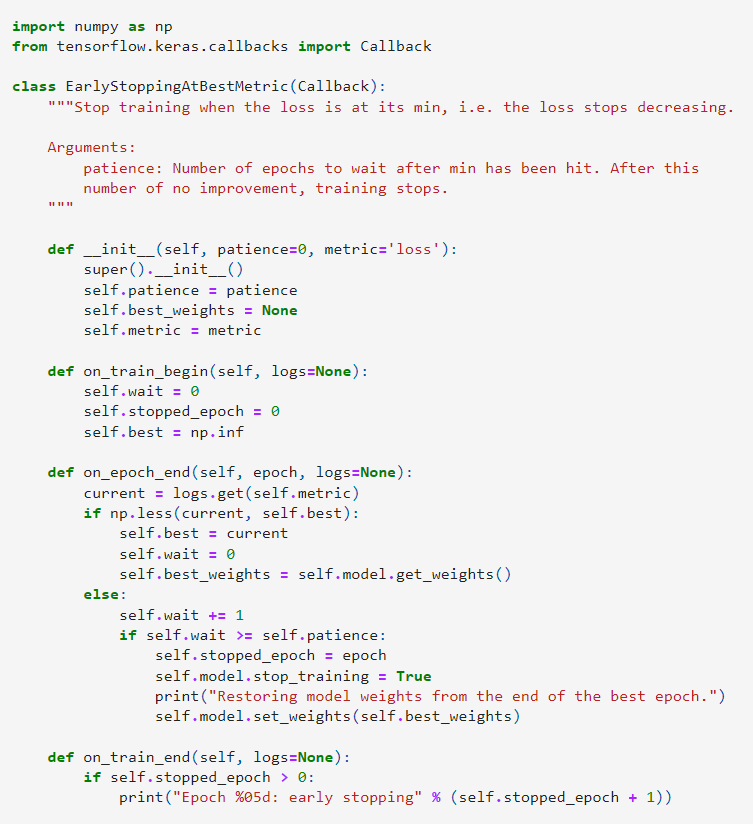 import numpy as np
from tensorflow.keras.callbacks import Callback

class EarlyStoppingAtBestMetric(Callback):
    """Stop training when the loss is at its min, i.e. the loss stops decreasing.

    Arguments:
        patience: Number of epochs to wait after min has been hit. After this
        number of no improvement, training stops.
    """

    def __init__(self, patience=0, metric='loss'):
        super().__init__()
        self.patience = patience
        self.best_weights = None
        self.metric = metric

    def on_train_begin(self, logs=None):
        self.wait = 0
        self.stopped_epoch = 0
        self.best = np.inf

    def on_epoch_end(self, epoch, logs=None):
        current = logs.get(self.metric)
        if np.less(current, self.best):
            self.best = current
            self.wait = 0
            self.best_weights = self.model.get_weights()
        else:
            self.wait += 1
            if self.wait >= self.patience:
                self.stopped_epoch = epoch
                self.model.stop_training = True
                print("Restoring model weights from the end of the best epoch.")
                self.model.set_weights(self.best_weights)

    def on_train_end(self, logs=None):
        if self.stopped_epoch > 0:
            print("Epoch %05d: early stopping" % (self.stopped_epoch + 1))